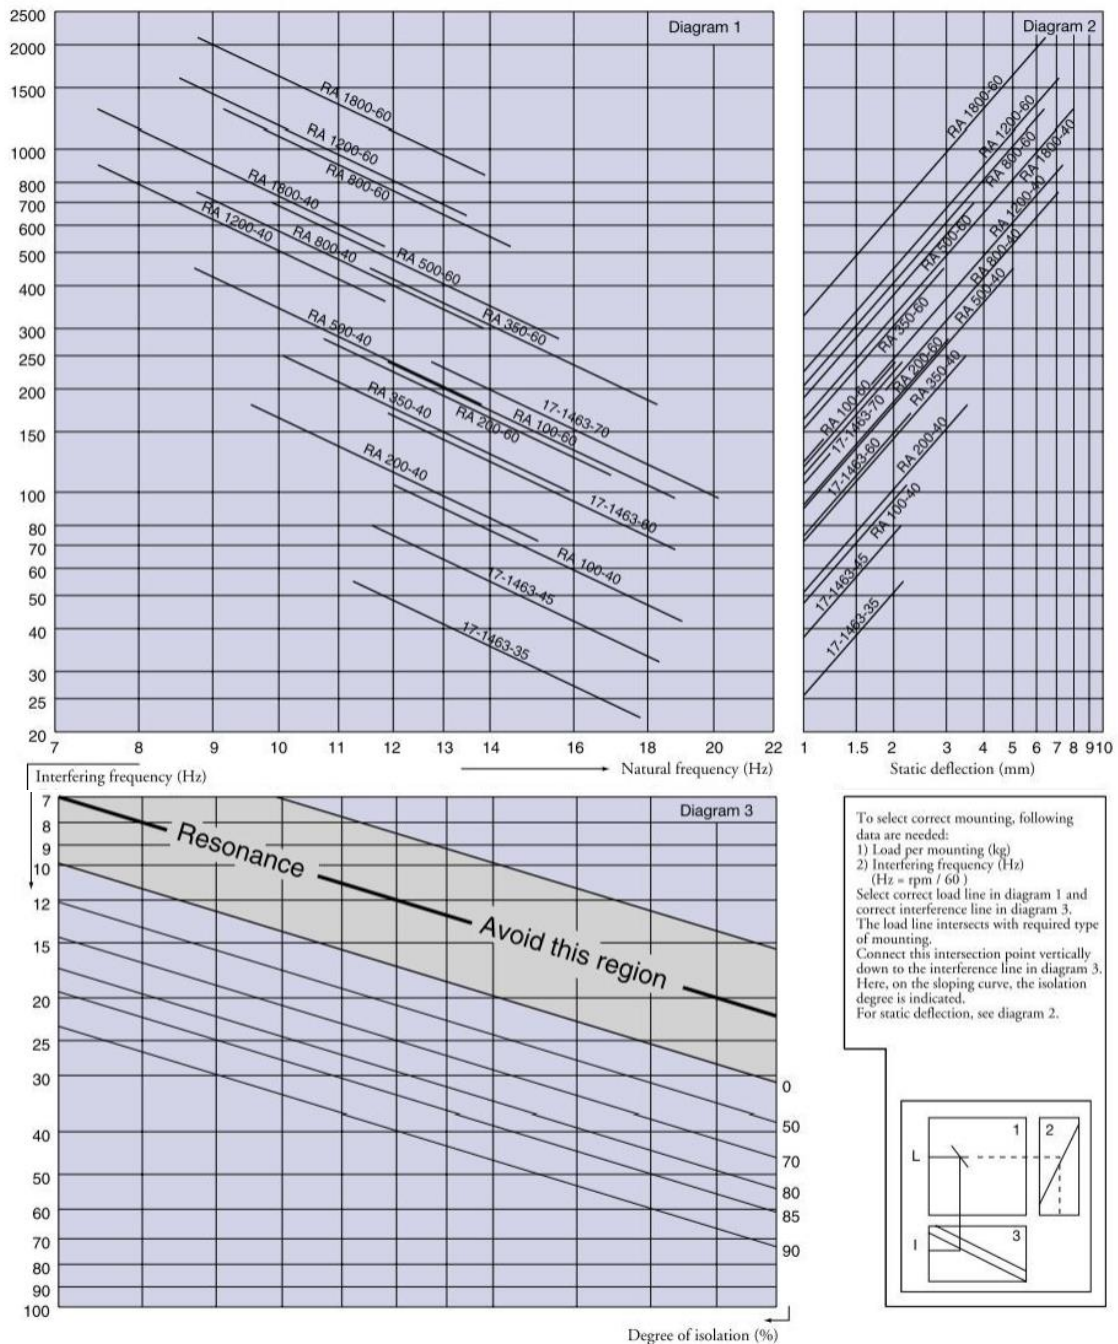 Diagram 1
2500
2000
1500
1000
800
700
600
500
400
300
250
200
150
100
80
70
60
50
40
30
25
20
RA 1800-60
RA 1200-60
RA 800-60
RA 1800-40
RA 1200-40
RA 800-40
RA 500-60
RA 350-60
RA 500-40
17-1463-70
RA 100-60
RA 200-60
RA 350-40
RA 200-40
17-1463-60
RA 100-40
17-1463-45
17-1463-35
7 8 9 10 11 12 13 14 16 18 20 22
Natural frequency (Hz)
Diagram 2
RA 1800-60
RA 1200-60
RA 800-60
RA 1800-40
RA 1200-40
RA 500-60
RA 800-40
RA 500-40
RA 350-60
RA 200-60
RA 350-40
RA 100-60
17-1463-70
17-1463-60
RA 200-40
RA 100-40
17-1463-45
17-1463-35
1 1.5 2 3 4 5 6 7 8 9 10
Static deflection (mm)
Interfering frequency (Hz)
Diagram 3
7
8
9
10
12
15
20
25
30
40
50
60
70
80
90
100
Resonance
Avoid this region
0
50
70
80
85
90
Degree of isolation (%)
To select correct mounting, following
data are needed:
1) Load per mounting (kg)
2) Interfering frequency (Hz)
(Hz = rpm / 60 )
Select correct load line in diagram 1 and
correct interference line in diagram 3.
The load line intersects with required type
of mounting.
Connect this intersection point vertically
down to the interference line in diagram 3.
Here, on the sloping curve, the isolation
degree is indicated.
For static deflection, see diagram 2.
1
2
L
3
I